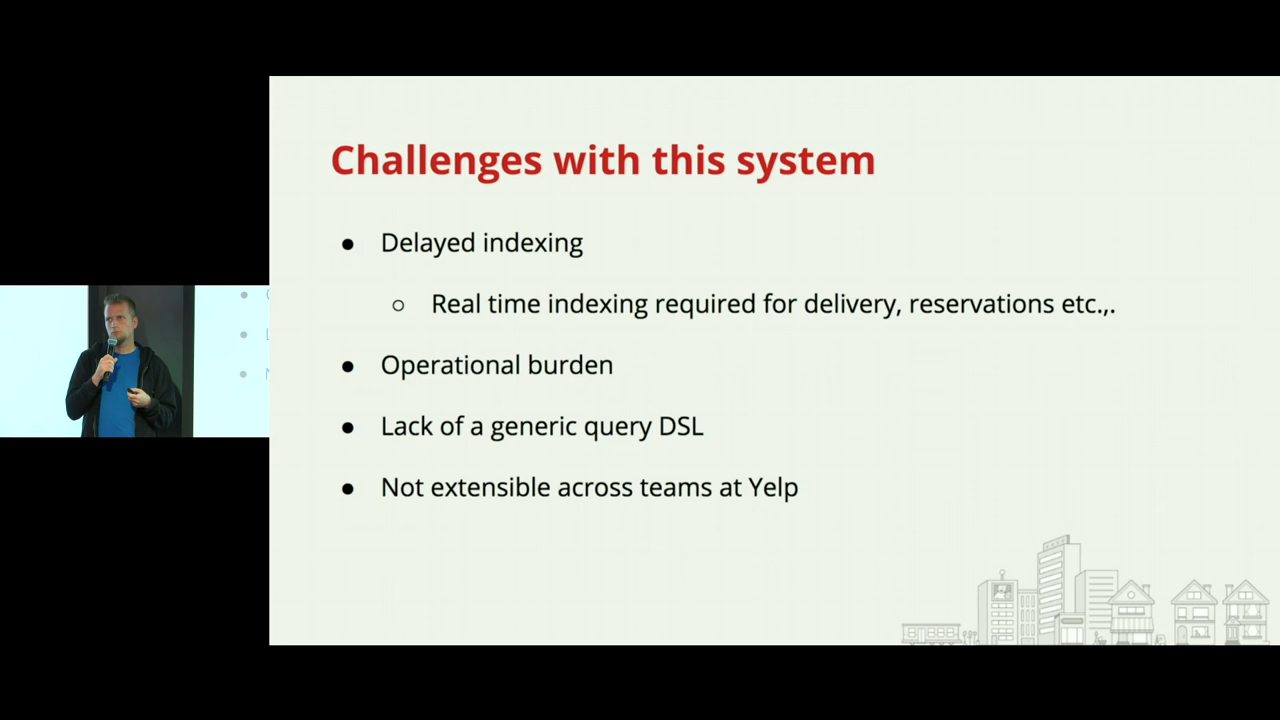 Challenges with this system
● Delayed indexing
○ Real time indexing required for delivery, reservations etc.,.
● Operational burden
● Lack of a generic query DSL
● Not extensible across teams at Yelp